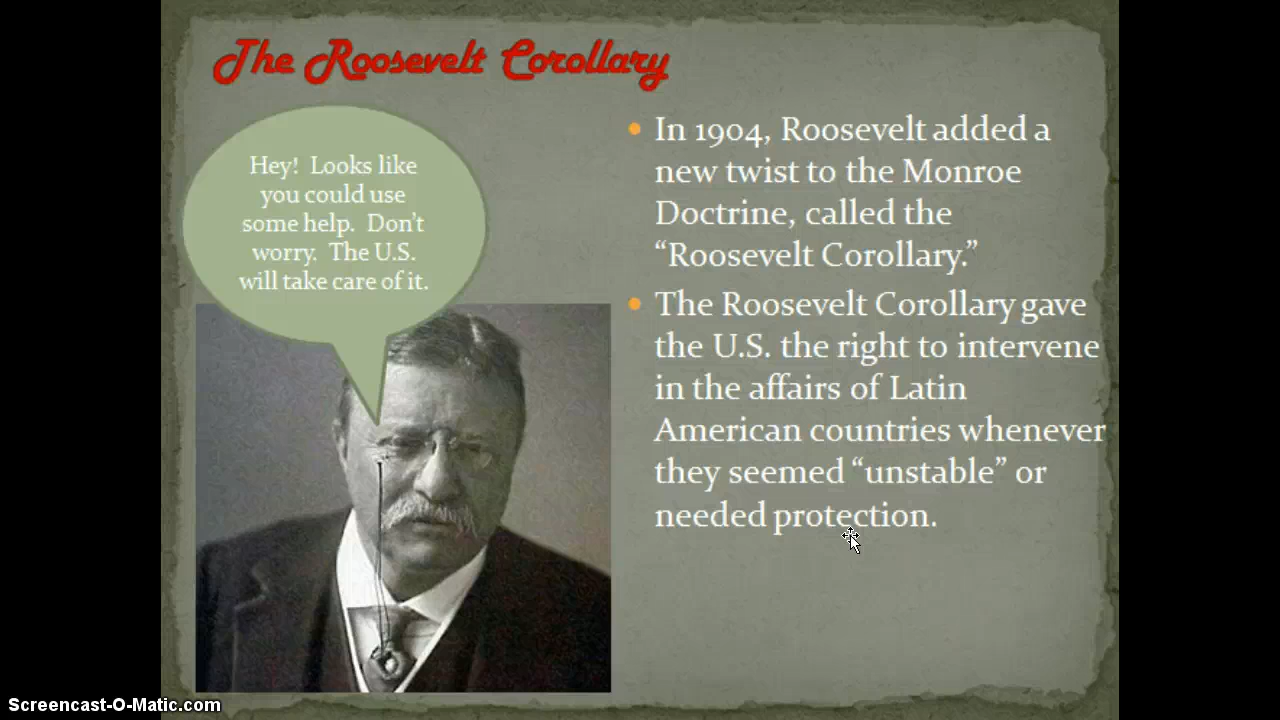 The Roosevelt Corollary
Hey!  Looks like
you could use
some help.  Don't
worry.  The U.S.
will take care of it.
• In 1904, Roosevelt added a
new twist to the Monroe
Doctrine, called the
“Roosevelt Corollary.”
• The Roosevelt Corollary gave
the U.S. the right to intervene
in the affairs of Latin
American countries whenever
they seemed “unstable” or
needed protection.
Screencast-O-Matic.com